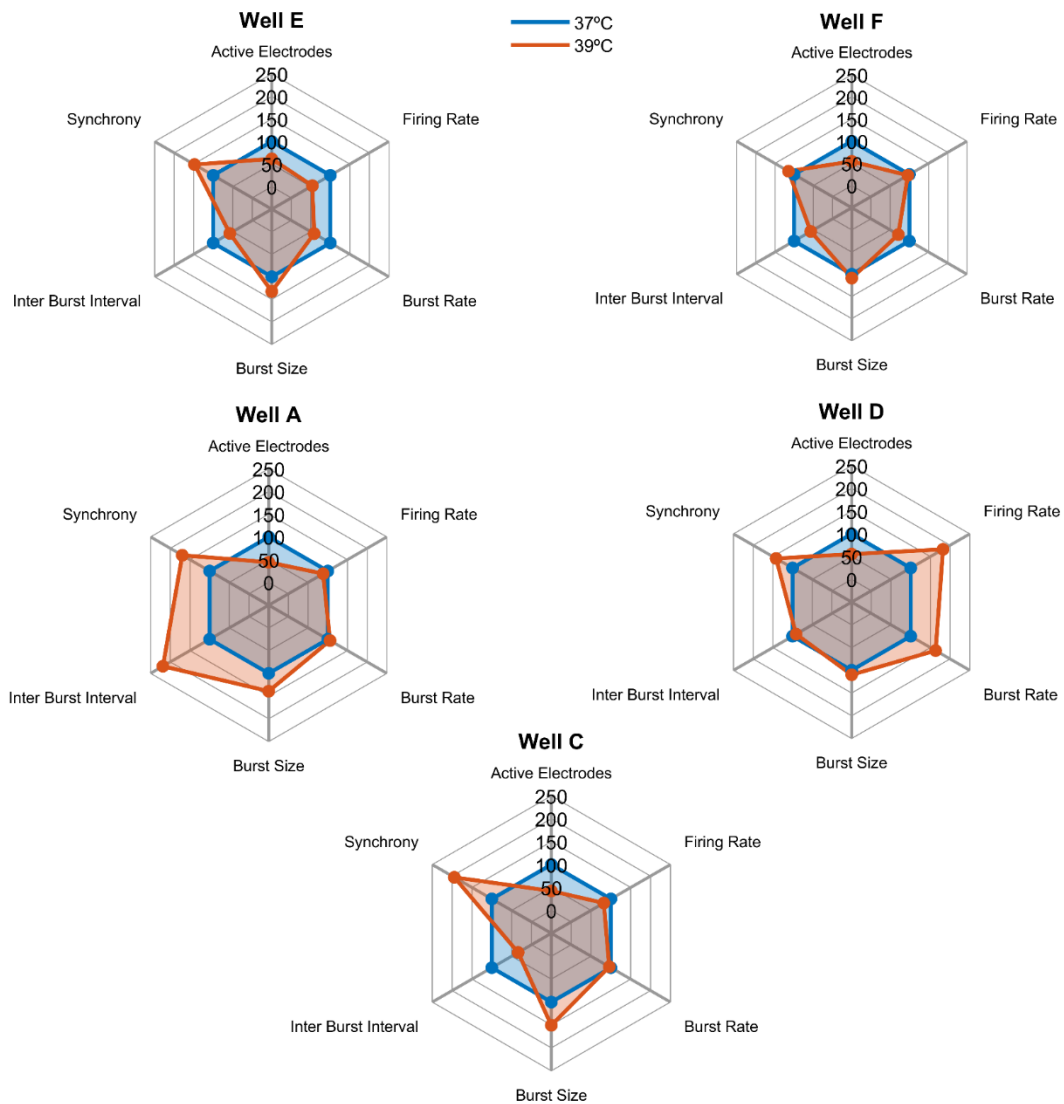 Well E
Active Electrodes
250
200
150
100
50
0
Synchrony
Firing Rate
Inter Burst Interval
Burst Rate
Burst Size
37ºC
39ºC
Well F
Active Electrodes
250
200
150
100
50
0
Synchrony
Firing Rate
Inter Burst Interval
Burst Rate
Burst Size
Well A
Active Electrodes
250
200
150
100
50
0
Synchrony
Firing Rate
Inter Burst Interval
Burst Rate
Burst Size
Well D
Active Electrodes
250
200
150
100
50
0
Synchrony
Firing Rate
Inter Burst Interval
Burst Rate
Burst Size
Well C
Active Electrodes
250
200
150
100
50
0
Synchrony
Firing Rate
Inter Burst Interval
Burst Rate
Burst Size